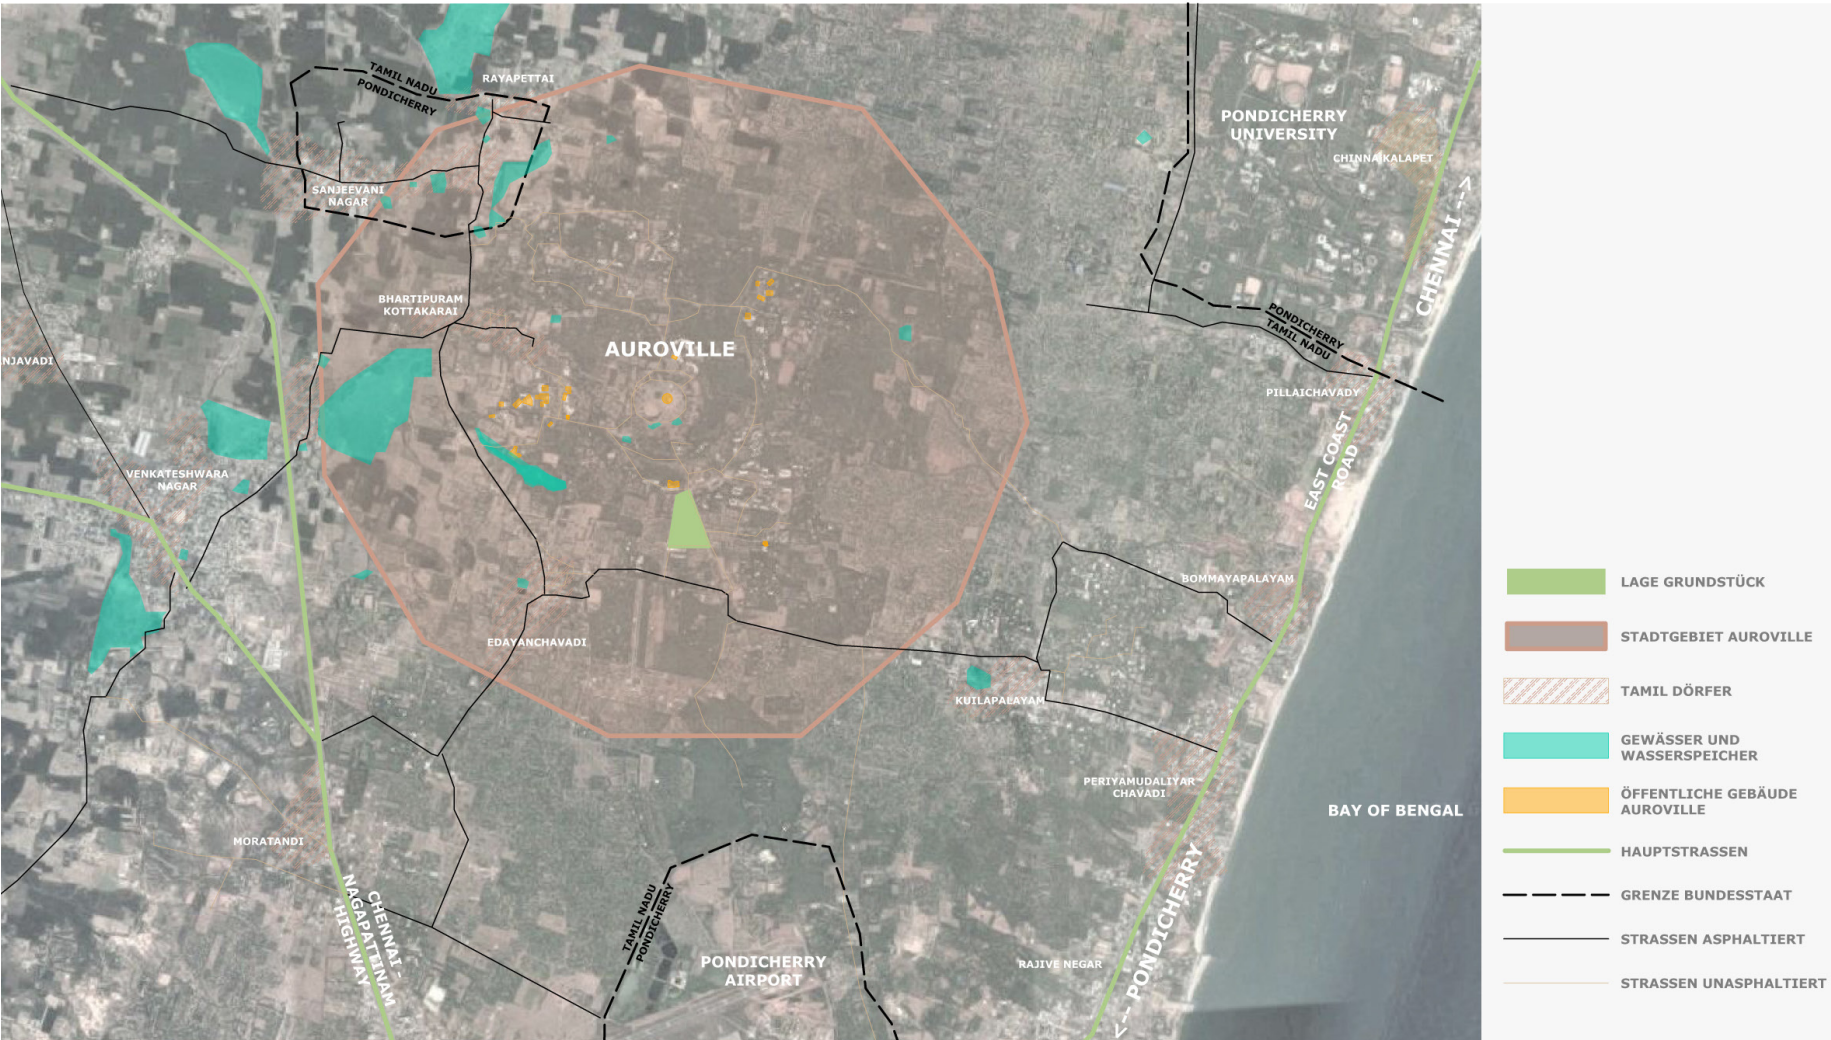 TAMIL NADU
PONDICHERRY
RAYAPETTAI
SANJEEVANI
NAGAR
BHARTIPURAM
KOTTAKARAI
NJAVADI
AUROVILLE
VENKATESHWARA
NAGAR
EDAYANCHAVADI
KUILAPALAYAM
MORATANDI
CHENNAI -
NAGAPATTINAM
HIGHWAY
TAMIL NADU
PONDICHERRY
PONDICHERRY
AIRPORT
PONDICHERRY
UNIVERSITY
CHINNA KALAPET
CHENNAI -->
PONDICHERRY
TAMIL NADU
PILLAICHAVADY
EAST COAST
ROAD
BOMMAYAPALAYAM
PERIYAMUDALIYAR
CHAVADI
BAY OF BENGAL
RAJIVE NEGAR
<-- PONDICHERRY
LAGE GRUNDSTÜCK
STADTGEBIET AUROVILLE
TAMIL DÖRFER
GEWÄSSER UND
WASSERSPEICHER
ÖFFENTLICHE GEBÄUDE
AUROVILLE
HAUPTSTRASSEN
GRENZE BUNDESSTAAT
STRASSEN ASPHALTIERT
STRASSEN UNASPHALTIERT